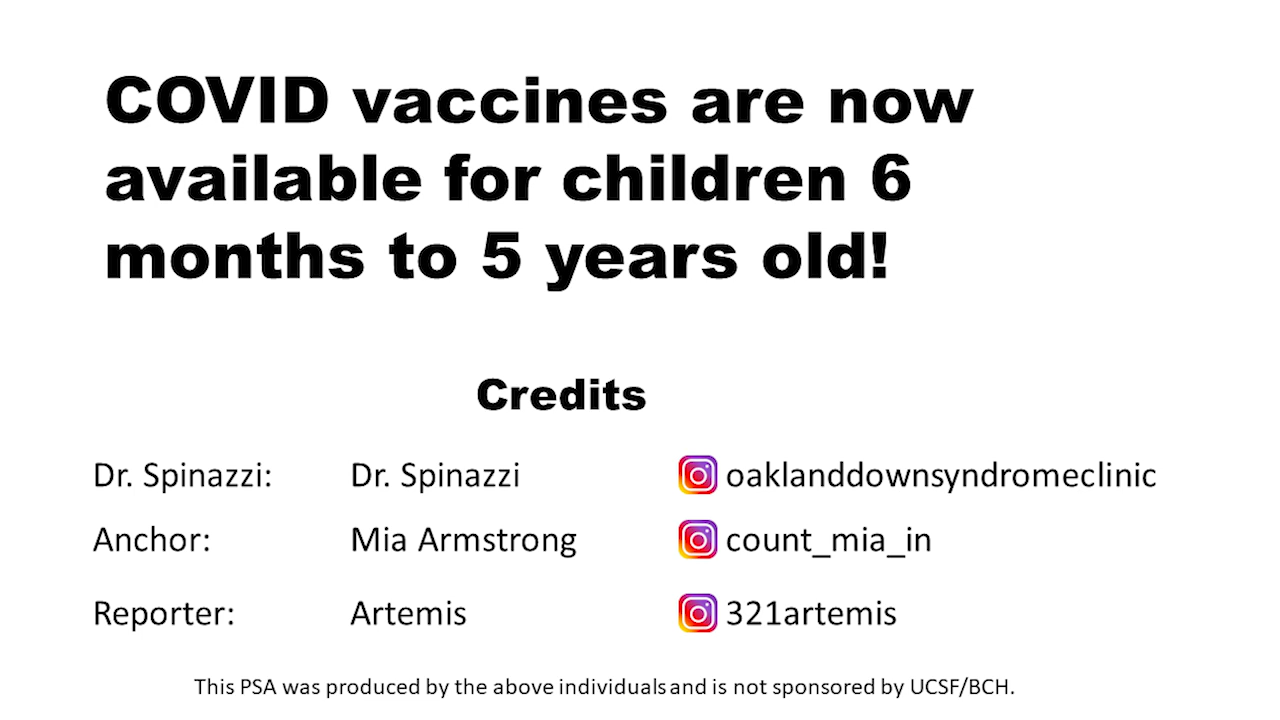 COVID vaccines are now
available for children 6
months to 5 years old!
Credits
Dr. Spinazzi: Dr. Spinazzi oaklanddownsyndromeclinic
Anchor: Mia Armstrong count_mia_in
Reporter: Artemis 321artemis
This PSA was produced by the above individuals and is not sponsored by UCSF/BCH.